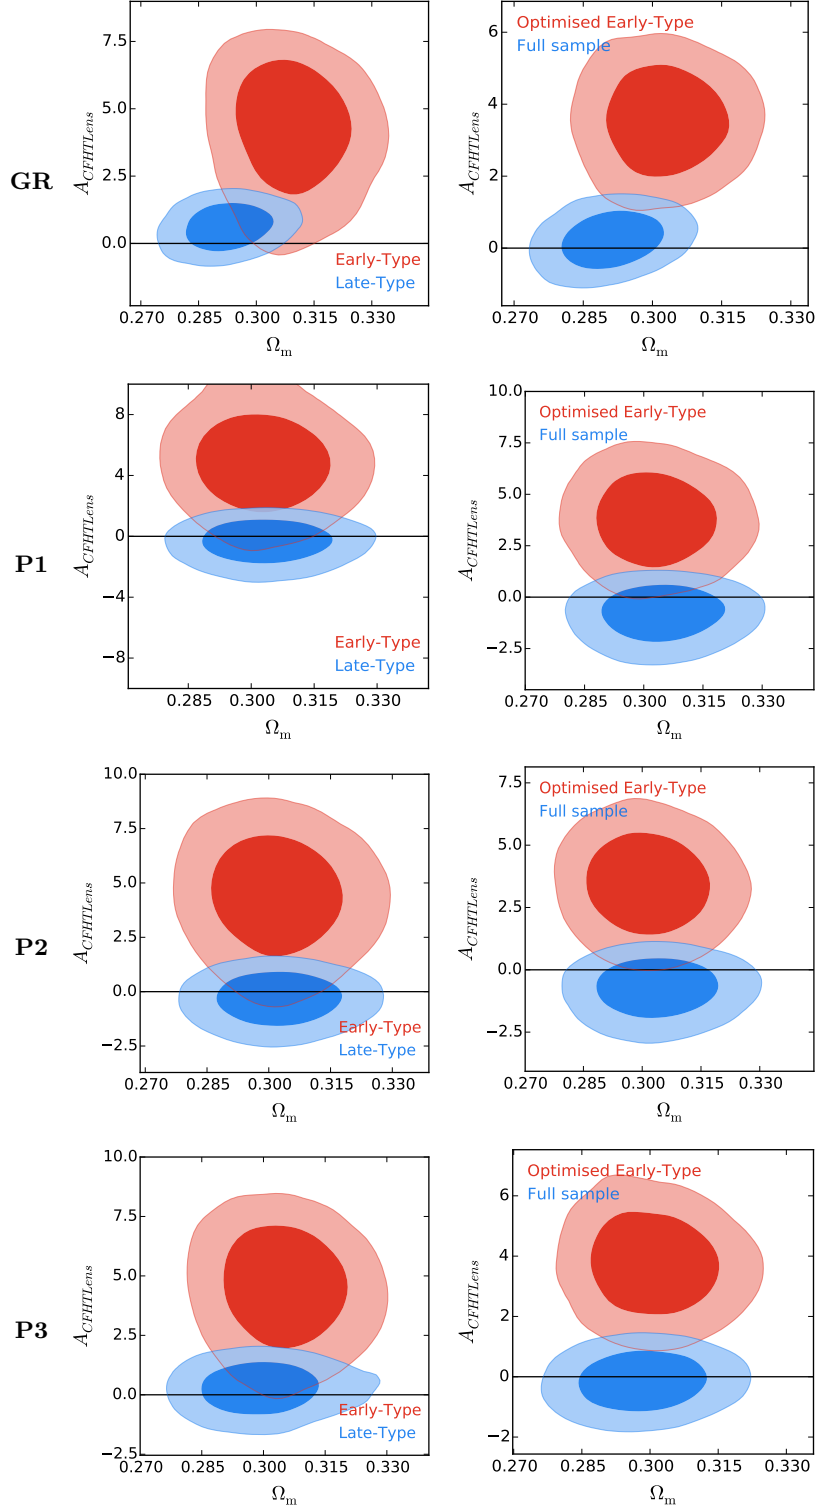 GR
A_CFHTLens
7.5
5.0
2.5
0.0
Early-Type
Late-Type
0.270 0.285 0.300 0.315 0.330
Ω_m
A_CFHTLens
6
4
2
0
Optimised Early-Type
Full sample
0.270 0.285 0.300 0.315 0.330
Ω_m
P1
A_CFHTLens
8
4
0
−4
−8
Early-Type
Late-Type
0.285 0.300 0.315 0.330
Ω_m
A_CFHTLens
10.0
7.5
5.0
2.5
0.0
−2.5
Optimised Early-Type
Full sample
0.270 0.285 0.300 0.315 0.330
Ω_m
P2
A_CFHTLens
10.0
7.5
5.0
2.5
0.0
−2.5
Early-Type
Late-Type
0.270 0.285 0.300 0.315 0.330
Ω_m
A_CFHTLens
7.5
5.0
2.5
0.0
−2.5
Optimised Early-Type
Full sample
0.270 0.285 0.300 0.315 0.330
Ω_m
P3
A_CFHTLens
10.0
7.5
5.0
2.5
0.0
−2.5
Early-Type
Late-Type
0.270 0.285 0.300 0.315 0.330
Ω_m
A_CFHTLens
6
4
2
0
−2
Optimised Early-Type
Full sample
0.270 0.285 0.300 0.315 0.330
Ω_m